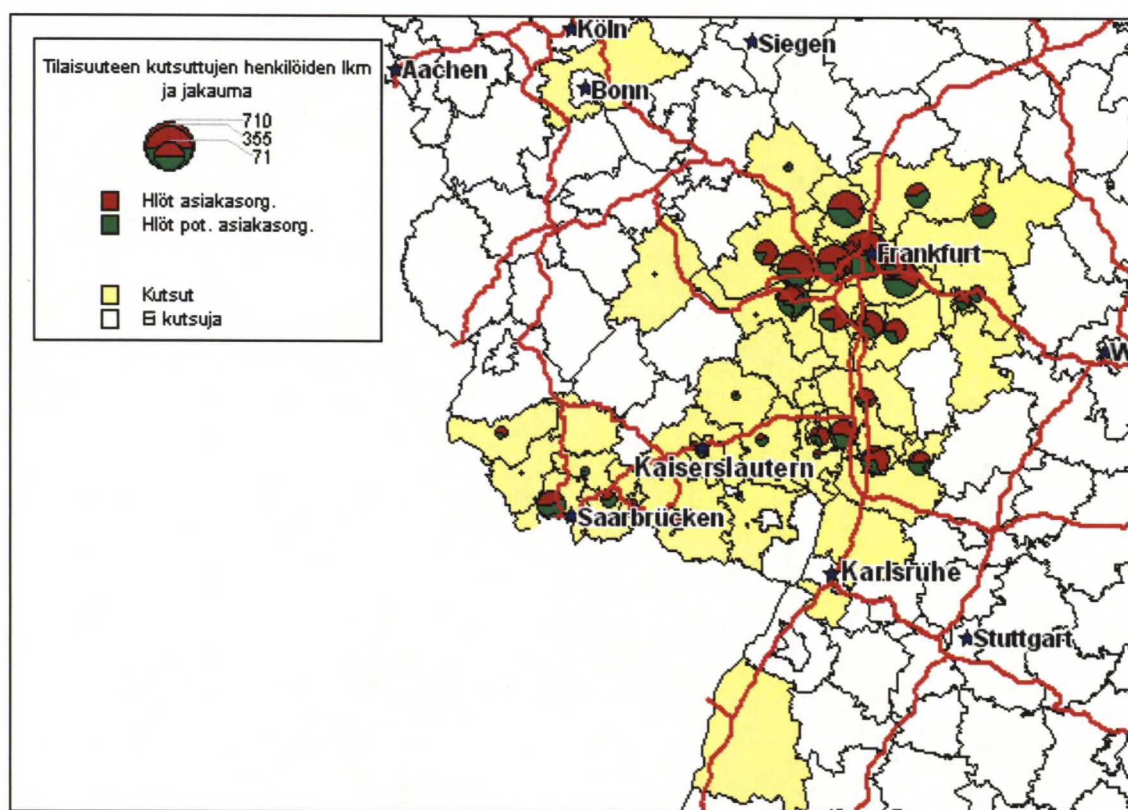 Tilaisuuteen kutsuttujen henkilöiden lkm
ja jakauma
710
355
71
Hlöt asiakasorg.
Hlöt pot. asiakasorg.
Kutsut
Ei kutsuja
Köln
Siegen
Aachen
Bonn
Frankfurt
W
Kaiserslautern
Saarbrücken
Karlsruhe
Stuttgart